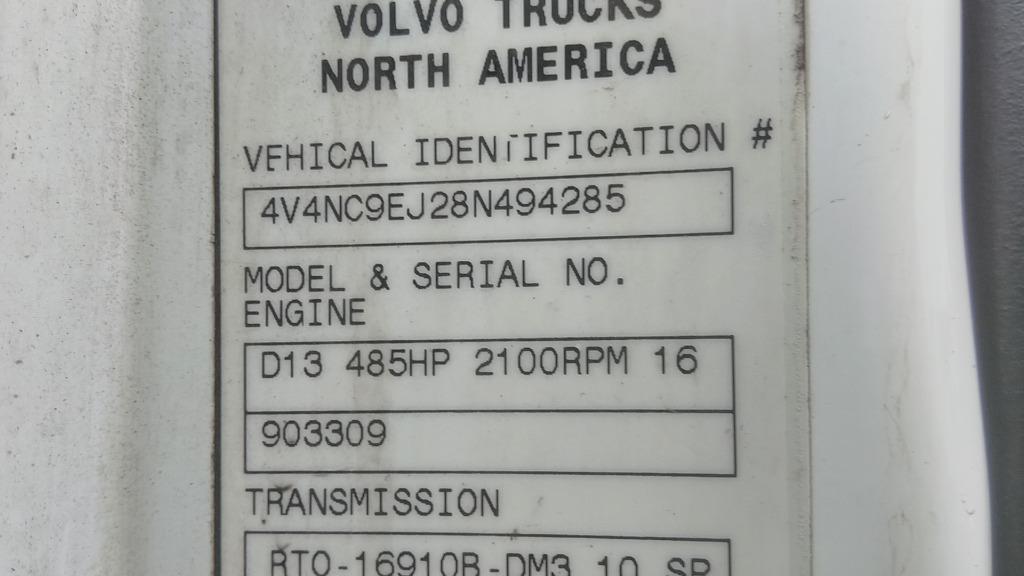 VOLVO TRUCKS
NORTH AMERICA
VEHICAL IDENTIFICATION #
4V4NC9EJ28N494285
MODEL & SERIAL NO.
ENGINE
D13 485HP 2100RPM 16
903309
TRANSMISSION
RTO-16910B-DM3 10 SP